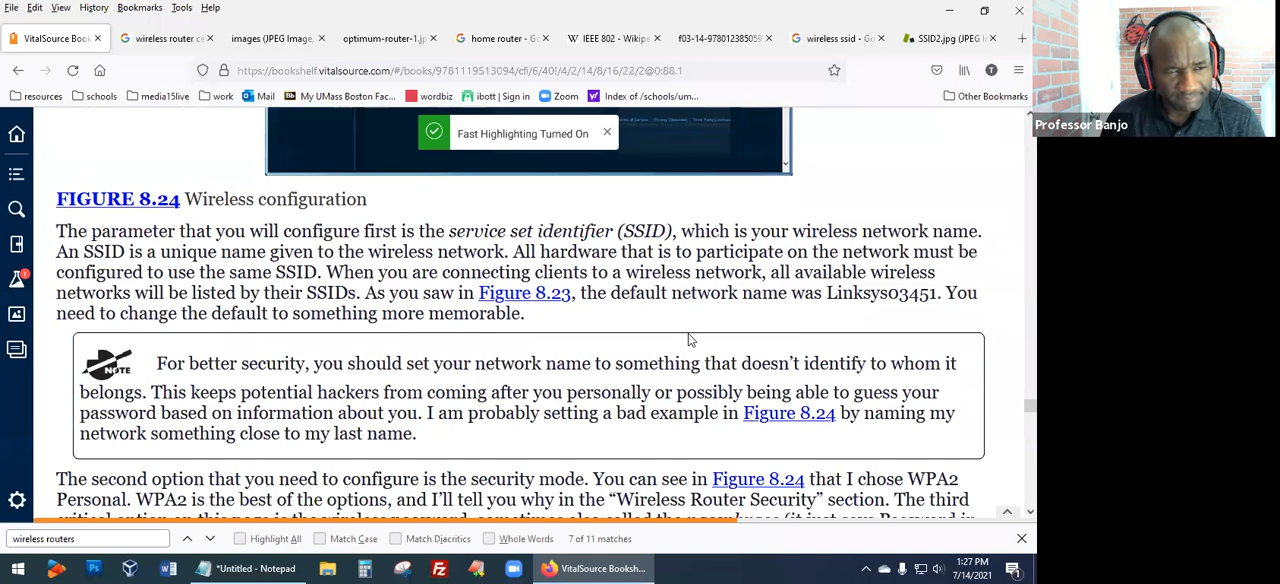 File Edit View History Bookmarks Tools Help
VitalSource Book
wireless router ce
images (JPEG Image,
optimum-router-1.j
home router - Go
IEEE 802 - Wikipe
f03-14-978012385059
wireless ssid - Go
SSID2.jpg (JPEG I
https://bookshelf.vitalsource.com/#/books/9781119513094/cfi/6/40!/4/2/14/8/16/22/2@0:88.1
resources schools media15live work Mail My UMass Boston Fac... wordbiz ibott | Sign in Zoom Index of /schools/um... Other Bookmarks
Professor Banjo
Fast Highlighting Turned On
FIGURE 8.24 Wireless configuration
The parameter that you will configure first is the service set identifier (SSID), which is your wireless network name.
An SSID is a unique name given to the wireless network. All hardware that is to participate on the network must be
configured to use the same SSID. When you are connecting clients to a wireless network, all available wireless
networks will be listed by their SSIDs. As you saw in Figure 8.23, the default network name was Linksys03451. You
need to change the default to something more memorable.
NOTE For better security, you should set your network name to something that doesn't identify to whom it
belongs. This keeps potential hackers from coming after you personally or possibly being able to guess your
password based on information about you. I am probably setting a bad example in Figure 8.24 by naming my
network something close to my last name.
The second option that you need to configure is the security mode. You can see in Figure 8.24 that I chose WPA2
Personal. WPA2 is the best of the options, and I'll tell you why in the "Wireless Router Security" section. The third
wireless routers Highlight All Match Case Match Diacritics Whole Words 7 of 11 matches
*Untitled - Notepad VitalSource Booksh...
1:27 PM
7/14/2021